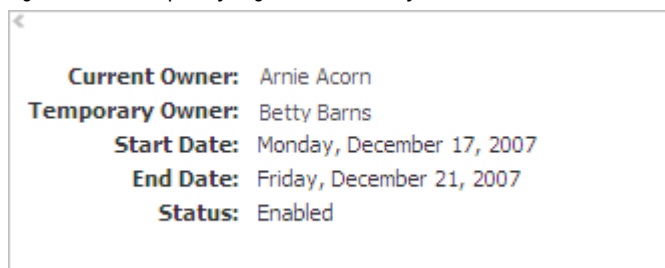 Current Owner: Arnie Acorn
Temporary Owner: Betty Barns
Start Date: Monday, December 17, 2007
End Date: Friday, December 21, 2007
Status: Enabled